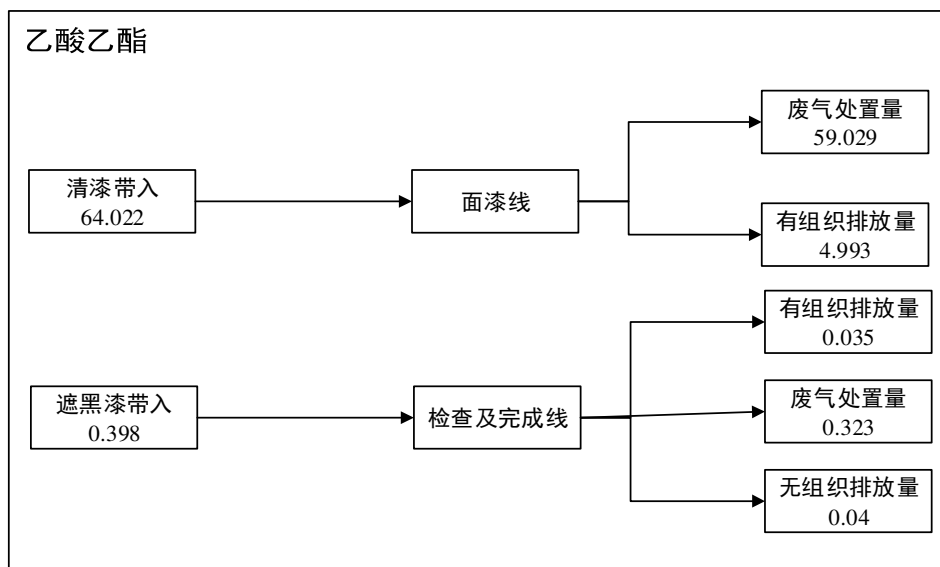 乙酸乙酯
清漆带入
64.022
面漆线
废气处置量
59.029
有组织排放量
4.993
遮黑漆带入
0.398
检查及完成线
有组织排放量
0.035
废气处置量
0.323
无组织排放量
0.04